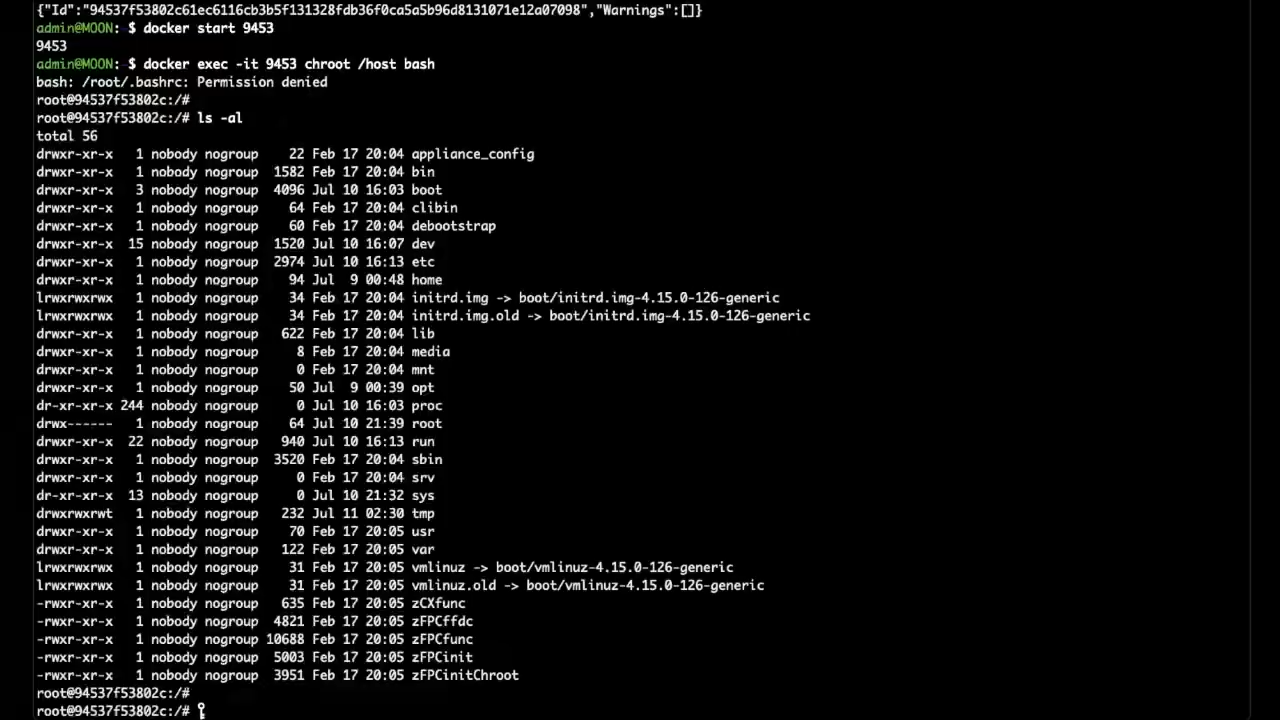 {"Id":"94537f53802c61ec6116cb3b5f131328fdb36f0ca5a5b96d8131071e12a07098","Warnings":[]}
admin@MOON: $ docker start 9453
9453
admin@MOON: $ docker exec -it 9453 chroot /host bash
bash: /root/.bashrc: Permission denied
root@94537f53802c:/#
root@94537f53802c:/# ls -al
total 56
drwxr-xr-x   1 nobody nogroup    22 Feb 17 20:04 appliance_config
drwxr-xr-x   1 nobody nogroup  1582 Feb 17 20:04 bin
drwxr-xr-x   3 nobody nogroup  4096 Jul 10 16:03 boot
drwxr-xr-x   1 nobody nogroup    64 Feb 17 20:04 clibin
drwxr-xr-x   1 nobody nogroup    60 Feb 17 20:04 debootstrap
drwxr-xr-x  15 nobody nogroup  1520 Jul 10 16:07 dev
drwxr-xr-x   1 nobody nogroup  2974 Jul 10 16:13 etc
drwxr-xr-x   1 nobody nogroup    94 Jul  9 00:48 home
lrwxrwxrwx   1 nobody nogroup    34 Feb 17 20:04 initrd.img -> boot/initrd.img-4.15.0-126-generic
lrwxrwxrwx   1 nobody nogroup    34 Feb 17 20:04 initrd.img.old -> boot/initrd.img-4.15.0-126-generic
drwxr-xr-x   1 nobody nogroup   622 Feb 17 20:04 lib
drwxr-xr-x   1 nobody nogroup     8 Feb 17 20:04 media
drwxr-xr-x   1 nobody nogroup     0 Feb 17 20:04 mnt
drwxr-xr-x   1 nobody nogroup    50 Jul  9 00:39 opt
dr-xr-xr-x 244 nobody nogroup     0 Jul 10 16:03 proc
drwx------   1 nobody nogroup    64 Jul 10 21:39 root
drwxr-xr-x  22 nobody nogroup   940 Jul 10 16:13 run
drwxr-xr-x   1 nobody nogroup  3520 Feb 17 20:04 sbin
drwxr-xr-x   1 nobody nogroup     0 Feb 17 20:04 srv
dr-xr-xr-x  13 nobody nogroup     0 Jul 10 21:32 sys
drwxrwxrwt   1 nobody nogroup   232 Jul 11 02:30 tmp
drwxr-xr-x   1 nobody nogroup    70 Feb 17 20:05 usr
drwxr-xr-x   1 nobody nogroup   122 Feb 17 20:05 var
lrwxrwxrwx   1 nobody nogroup    31 Feb 17 20:05 vmlinuz -> boot/vmlinuz-4.15.0-126-generic
lrwxrwxrwx   1 nobody nogroup    31 Feb 17 20:05 vmlinuz.old -> boot/vmlinuz-4.15.0-126-generic
-rwxr-xr-x   1 nobody nogroup   635 Feb 17 20:05 zCXfunc
-rwxr-xr-x   1 nobody nogroup  4821 Feb 17 20:05 zFPCffdc
-rwxr-xr-x   1 nobody nogroup 10688 Feb 17 20:05 zFPCfunc
-rwxr-xr-x   1 nobody nogroup  5003 Feb 17 20:05 zFPCinit
-rwxr-xr-x   1 nobody nogroup  3951 Feb 17 20:05 zFPCinitChroot
root@94537f53802c:/#
root@94537f53802c:/#